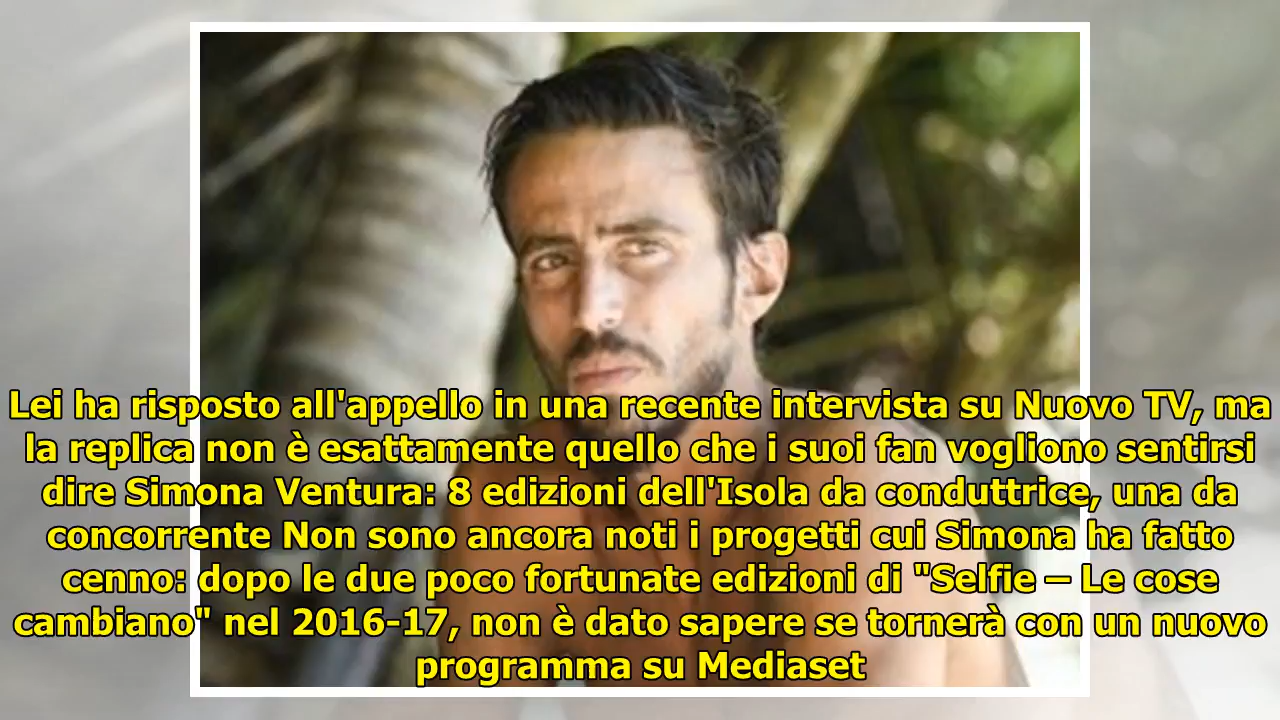 Lei ha risposto all'appello in una recente intervista su Nuovo TV, ma
la replica non è esattamente quello che i suoi fan vogliono sentirsi
dire Simona Ventura: 8 edizioni dell'Isola da conduttrice, una da
concorrente Non sono ancora noti i progetti cui Simona ha fatto
cenno: dopo le due poco fortunate edizioni di "Selfie – Le cose
cambiano" nel 2016-17, non è dato sapere se tornerà con un nuovo
programma su Mediaset